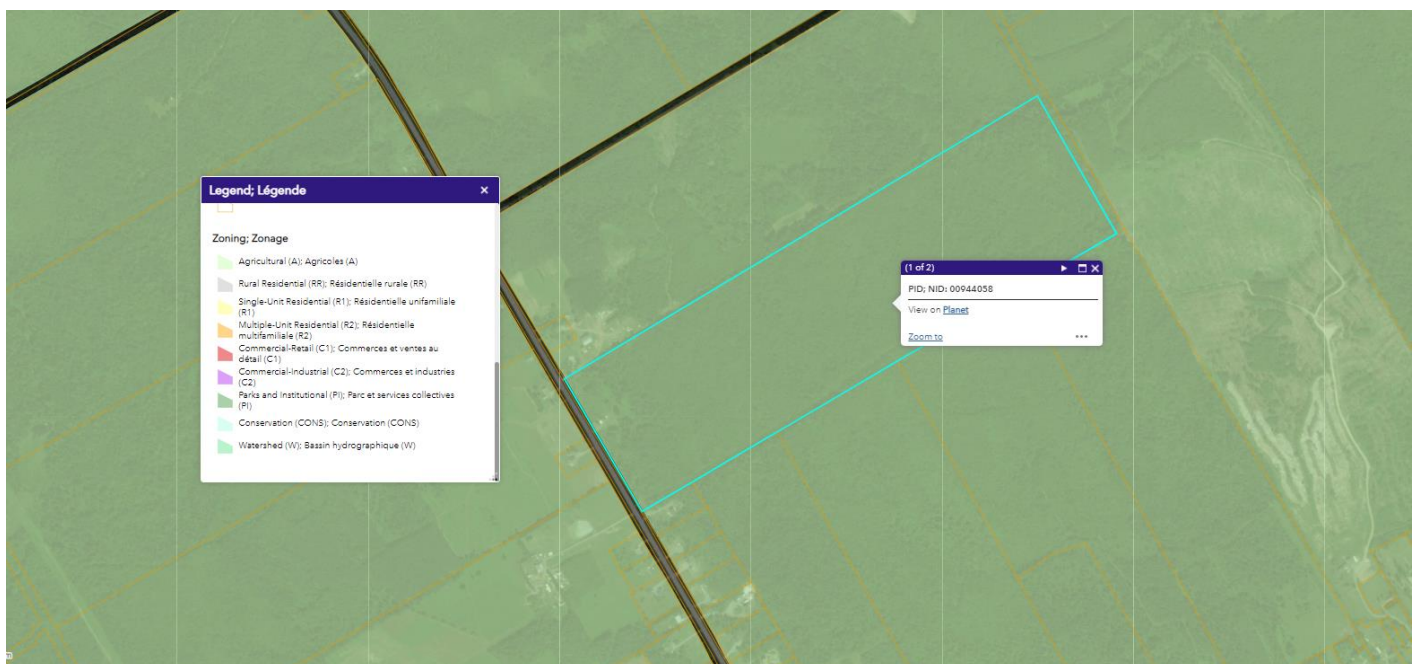 Legend; Légende
Zoning; Zonage
Agricultural (A); Agricoles (A)
Rural Residential (RR); Résidentielle rurale (RR)
Single-Unit Residential (R1); Résidentielle unifamiliale
(R1)
Multiple-Unit Residential (R2); Résidentielle
multifamiliale (R2)
Commercial-Retail (C1); Commerces et ventes au
détail (C1)
Commercial-Industrial (C2); Commerces et industries
(C2)
Parks and Institutional (PI); Parc et services collectives
(PI)
Conservation (CONS); Conservation (CONS)
Watershed (W); Bassin hydrographique (W)
(1 of 2)
PID; NID: 00944058
View on Planet
Zoom to